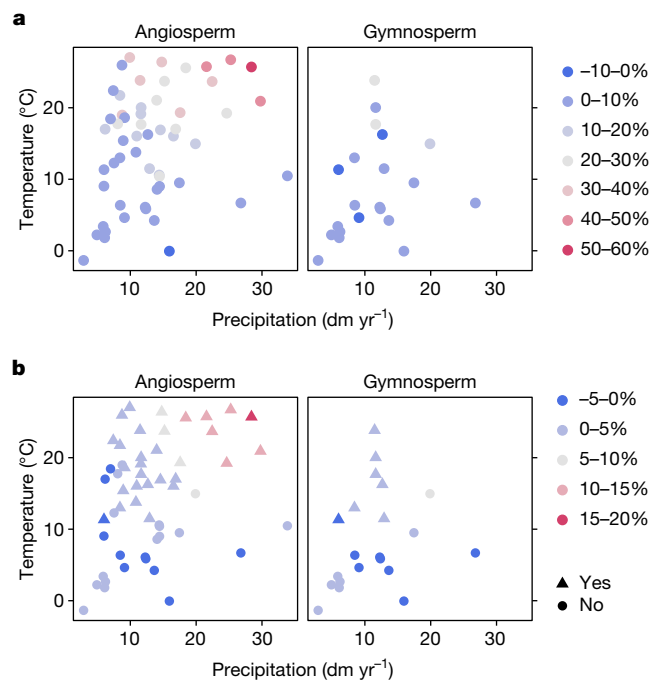 a
Angiosperm
Gymnosperm
20
10
0
Temperature (°C)
10
20
30
10
20
30
Precipitation (dm yr⁻¹)
–10–0%
0–10%
10–20%
20–30%
30–40%
40–50%
50–60%
b
Angiosperm
Gymnosperm
20
10
0
Temperature (°C)
10
20
30
10
20
30
Precipitation (dm yr⁻¹)
–5–0%
0–5%
5–10%
10–15%
15–20%
Yes
No